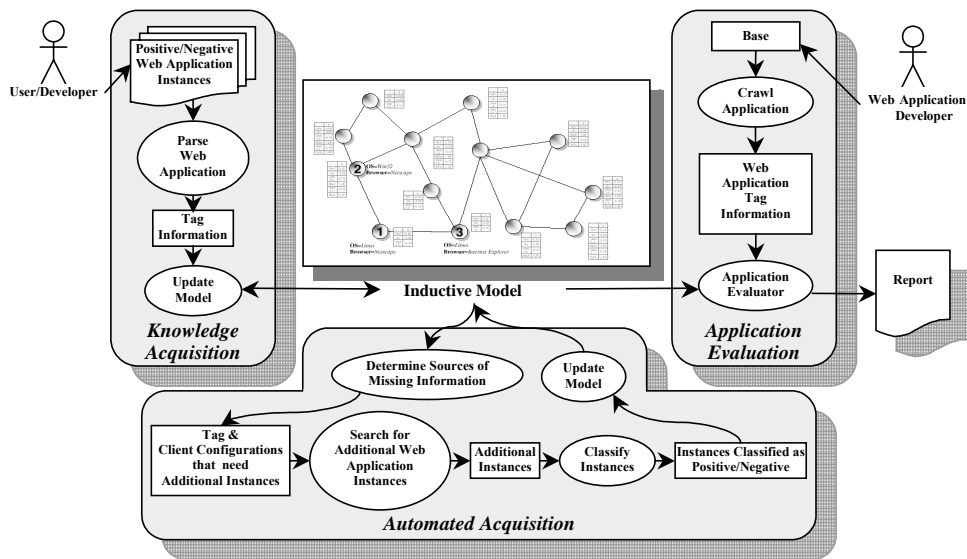 User/Developer
Positive/Negative
Web Application
Instances
Parse
Web
Application
Tag
Information
Update
Model
Knowledge
Acquisition
2
OS=Win32
Browser=Netscape
1
OS=Linux
Browser=Netscape
3
OS=Linux
Browser=Internet Explorer
Inductive Model
Base
Crawl
Application
Web
Application
Tag
Information
Application
Evaluator
Application
Evaluation
Web Application
Developer
Report
Determine Sources of
Missing Information
Update
Model
Tag &
Client Configurations
that need
Additional Instances
Search for
Additional Web
Application
Instances
Additional
Instances
Classify
Instances
Instances Classified as
Positive/Negative
Automated Acquisition